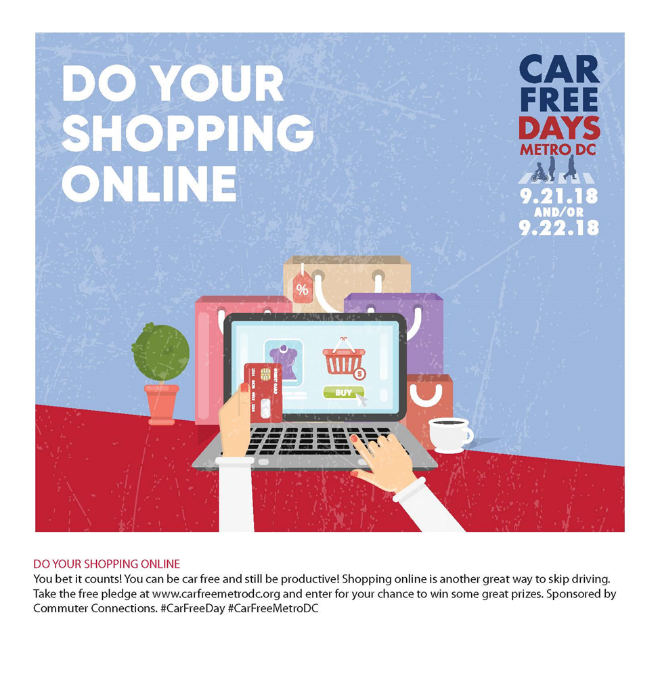 DO YOUR
SHOPPING
ONLINE
CAR
FREE
DAYS
METRO DC
9.21.18
AND/OR
9.22.18
%
BUY
DO YOUR SHOPPING ONLINE
You bet it counts! You can be car free and still be productive! Shopping online is another great way to skip driving.
Take the free pledge at www.carfreemetrodc.org and enter for your chance to win some great prizes. Sponsored by
Commuter Connections. #CarFreeDay #CarFreeMetroDC